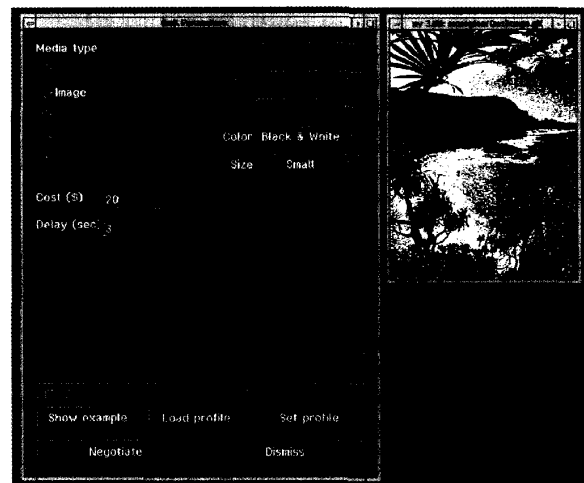 Media type
Image
Color Black & White
Size Small
Cost ($) 20
Delay (sec) 3
Show example Load profile Set profile
Negotiate Dismiss